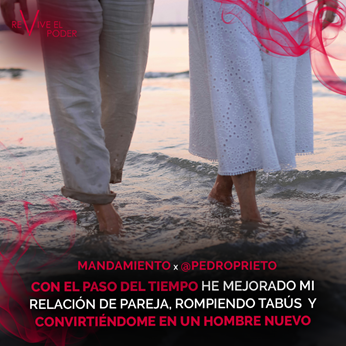 REVIVE EL
PODER
MANDAMIENTO x @PEDROPRIETO
CON EL PASO DEL TIEMPO HE MEJORADO MI
RELACIÓN DE PAREJA, ROMPIENDO TABÚS Y
CONVIRTIÉNDOME EN UN HOMBRE NUEVO